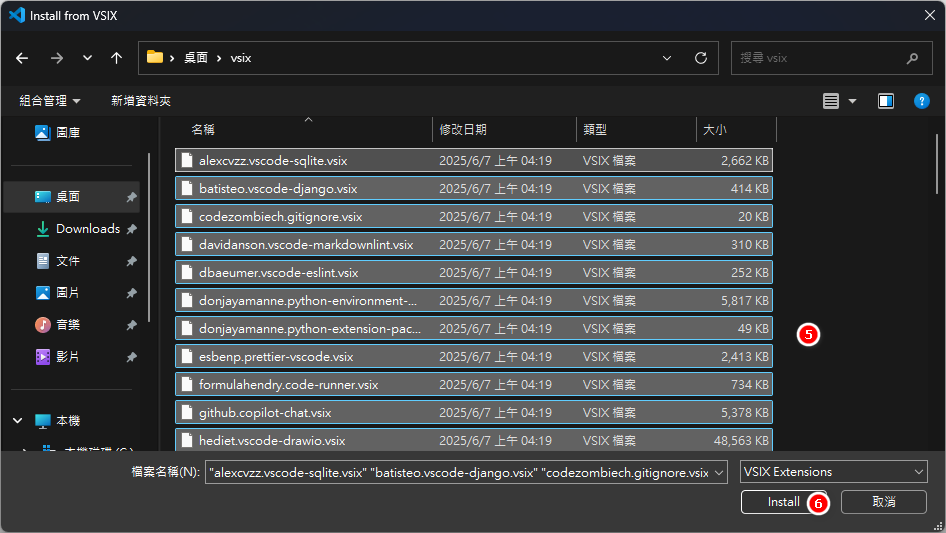 Install from VSIX
桌面 vsix
搜尋 vsix
組合管理 新增資料夾
名稱 修改日期 類型 大小
圖庫
桌面
Downloads
文件
圖片
音樂
影片
本機
alexcvzz.vscode-sqlite.vsix 2025/6/7 上午 04:19 VSIX 檔案 2,662 KB
batisteo.vscode-django.vsix 2025/6/7 上午 04:19 VSIX 檔案 414 KB
codezombiech.gitignore.vsix 2025/6/7 上午 04:19 VSIX 檔案 20 KB
davidanson.vscode-markdownlint.vsix 2025/6/7 上午 04:19 VSIX 檔案 310 KB
dbaeumer.vscode-eslint.vsix 2025/6/7 上午 04:19 VSIX 檔案 252 KB
donjayamanne.python-environment-... 2025/6/7 上午 04:19 VSIX 檔案 5,817 KB
donjayamanne.python-extension-pac... 2025/6/7 上午 04:19 VSIX 檔案 49 KB
esbenp.prettier-vscode.vsix 2025/6/7 上午 04:19 VSIX 檔案 2,413 KB
formulahendry.code-runner.vsix 2025/6/7 上午 04:19 VSIX 檔案 734 KB
github.copilot-chat.vsix 2025/6/7 上午 04:19 VSIX 檔案 5,378 KB
hediet.vscode-drawio.vsix 2025/6/7 上午 04:19 VSIX 檔案 48,563 KB
5
檔案名稱(N): "alexcvzz.vscode-sqlite.vsix" "batisteo.vscode-django.vsix" "codezombiech.gitignore.vsix VSIX Extensions
Install 6 取消